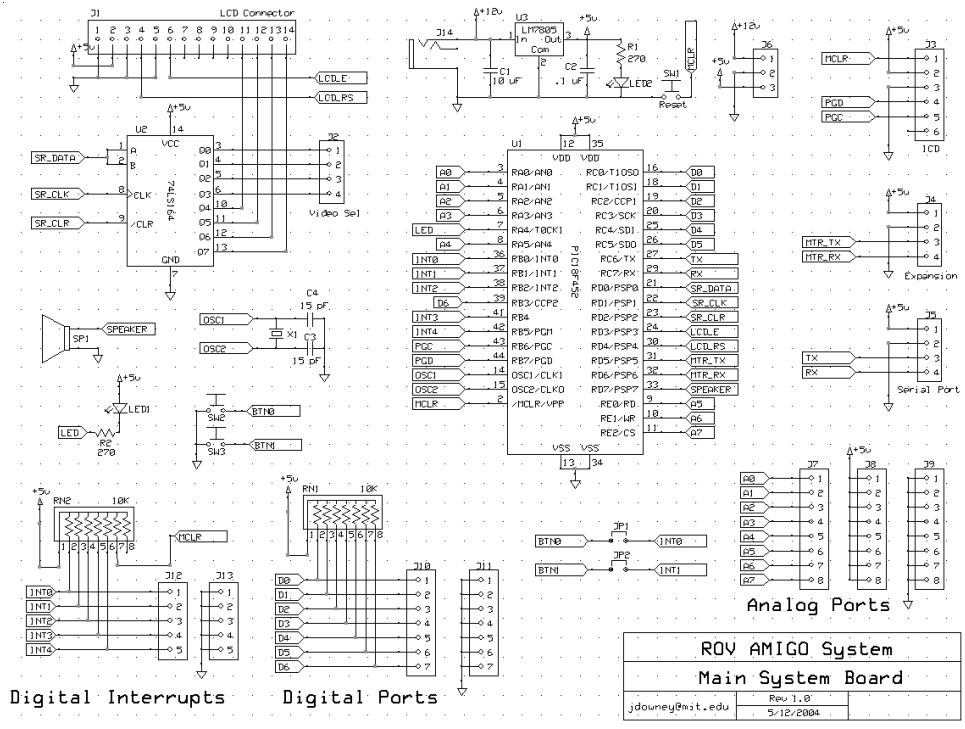 J1
LCD Connector
1 2 3 4 5 6 7 8 9 10 11 12 13 14
+5v
LCD_E
LCD_RS
J14
+12v
U3
LM7805
In Out
Com
1 3
2
+5v
C1
10 uF
C2
.1 uF
R1
270
LED2
SW1
Reset
MCLR
+12v
+5v
J6
1
2
3
+5v
J3
MCLR
PGD
PGC
1
2
3
4
5
6
ICD
+5v
U2
14
VCC
SR_DATA
1 A
2 B
SR_CLK
8 CLK
SR_CLR
9 /CLR
74LS164
GND
7
Q0 3
Q1 4
Q2 5
Q3 6
Q4 10
Q5 11
Q6 12
Q7 13
J2
1
2
3
4
Video Sel
+5v
U1
12 35
VDD VDD
PIC18F452
A0 3 RA0/AN0
A1 4 RA1/AN1
A2 5 RA2/AN2
A3 6 RA3/AN3
LED 7 RA4/T0CK1
A4 8 RA5/AN4
INT0 36 RB0/INT0
INT1 37 RB1/INT1
INT2 38 RB2/INT2
D6 39 RB3/CCP2
INT3 41 RB4
INT4 42 RB5/PGM
PGC 43 RB6/PGC
PGD 44 RB7/PGD
OSC1 14 OSC1/CLK1
OSC2 15 OSC2/CLKO
MCLR 2 /MCLR/VPP
RC0/T1OSO 16 D0
RC1/T1OS1 18 D1
RC2/CCP1 19 D2
RC3/SCK 20 D3
RC4/SD1 25 D4
RC5/SDO 26 D5
RC6/TX 27 TX
RC7/RX 29 RX
RD0/PSP0 21 SR_DATA
RD1/PSP1 22 SR_CLK
RD2/PSP2 23 SR_CLR
RD3/PSP3 24 LCD_E
RD4/PSP4 30 LCD_RS
RD5/PSP5 31 MTR_TX
RD6/PSP6 32 MTR_RX
RD7/PSP7 33 SPEAKER
RE0/RD 9 A5
RE1/WR 10 A6
RE2/CS 11 A7
VSS VSS
13 34
+5v
J4
MTR_TX
MTR_RX
1
2
3
4
Expansion
+5v
J5
TX
RX
1
2
3
4
Serial Port
SPEAKER
SP1
OSC1
OSC2
C4
15 pF
X1
C3
15 pF
+5v
LED1
LED
R2
270
BTN0
SW2
BTN1
SW3
+5v
RN2 10K
1 2 3 4 5 6 7 8
MCLR
J12
J13
INT0 1
INT1 2
INT2 3
INT3 4
INT4 5
1
2
3
4
5
Digital Interrupts
+5v
RN1 10K
1 2 3 4 5 6 7 8
J10
J11
D0 1
D1 2
D2 3
D3 4
D4 5
D5 6
D6 7
1
2
3
4
5
6
7
Digital Ports
BTN0 JP1 INT0
BTN1 JP2 INT1
+5v
J7
J8
J9
A0 1
A1 2
A2 3
A3 4
A4 5
A5 6
A6 7
A7 8
1
2
3
4
5
6
7
8
1
2
3
4
5
6
7
8
Analog Ports
ROV AMIGO System
Main System Board
jdowney@mit.edu
Rev 1.0
5/12/2004